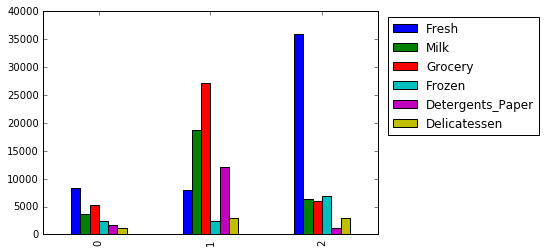 40000
35000
30000
25000
20000
15000
10000
5000
0
0
1
2
Fresh
Milk
Grocery
Frozen
Detergents_Paper
Delicatessen